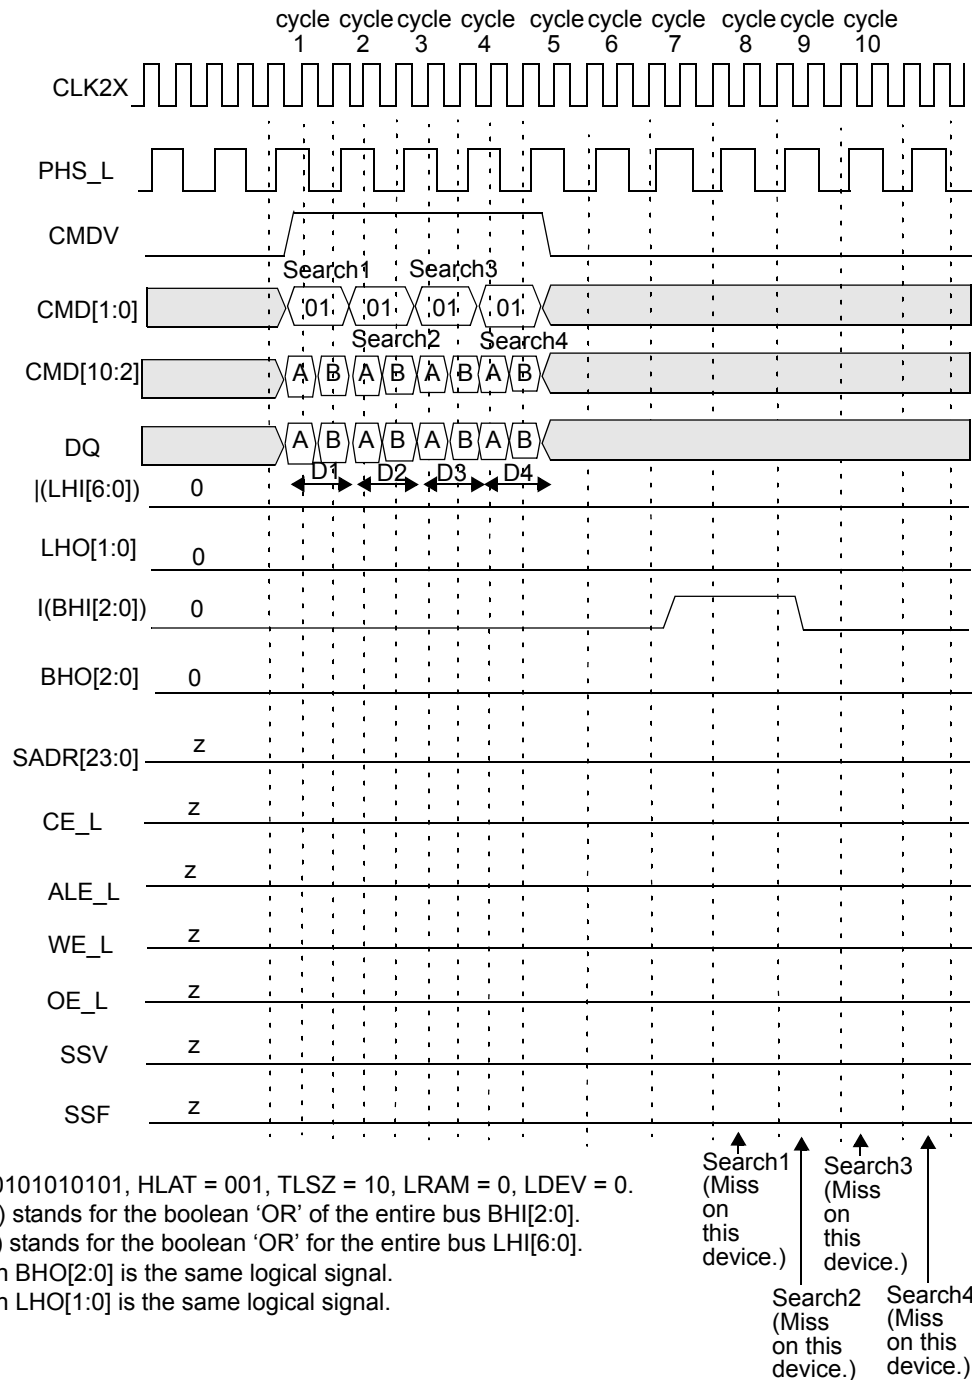 cycle cycle cycle cycle cycle cycle cycle cycle cycle cycle
1 2 3 4 5 6 7 8 9 10
CLK2X
PHS_L
CMDV
Search1 Search3
CMD[1:0] 01 01 01 01
Search2 Search4
CMD[10:2] A B A B A B A B
DQ A B A B A B A B
D1 D2 D3 D4
|(LHI[6:0]) 0
LHO[1:0] 0
I(BHI[2:0]) 0
BHO[2:0] 0
SADR[23:0] z
CE_L z
ALE_L z
WE_L z
OE_L z
SSV z
SSF z
Search1
(Miss
on
this
device.)
Search3
(Miss
on
this
device.)
Search2
(Miss
on this
device.)
Search4
(Miss
on this
device.)
0101010101, HLAT = 001, TLSZ = 10, LRAM = 0, LDEV = 0.
) stands for the boolean ‘OR’ of the entire bus BHI[2:0].
) stands for the boolean ‘OR’ for the entire bus LHI[6:0].
n BHO[2:0] is the same logical signal.
n LHO[1:0] is the same logical signal.